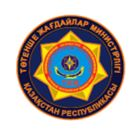 ТӨТЕНШЕ ЖАҒДАЙЛАР МИНИСТРЛІГІ
ҚАЗАҚСТАН РЕСПУБЛИКАСЫ